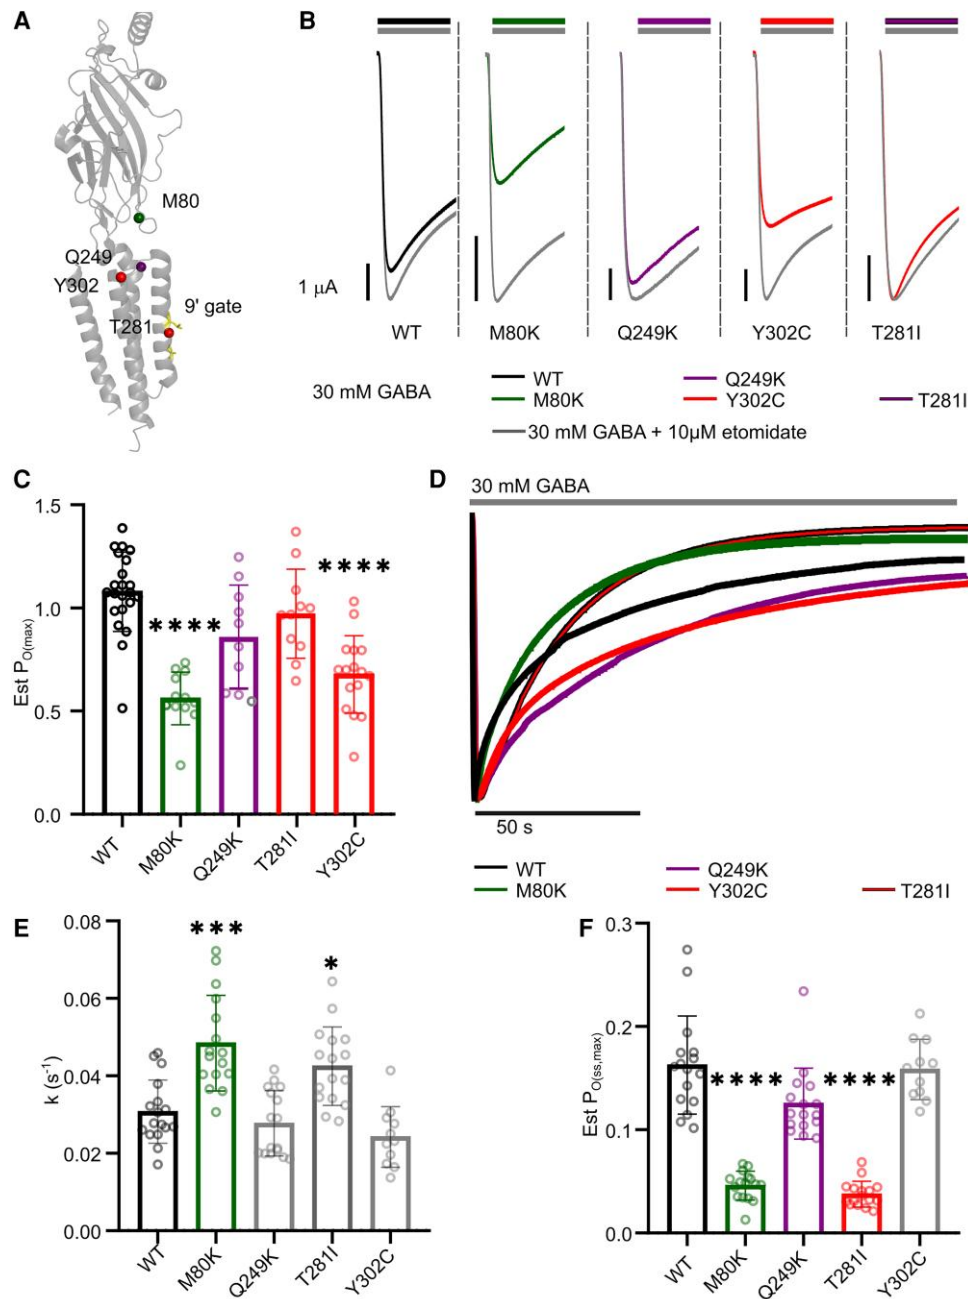 A
M80
Q249
Y302
T281
9' gate
B
1 μA
WT
M80K
Q249K
Y302C
T281I
30 mM GABA
WT
Q249K
M80K
Y302C
T281I
30 mM GABA + 10μM etomidate
C
Est P_O(max)
1.5
1.0
0.5
0.0
****
****
WT
M80K
Q249K
T281I
Y302C
D
30 mM GABA
50 s
WT
Q249K
M80K
Y302C
T281I
E
k (s⁻¹)
0.08
0.06
0.04
0.02
0.00
***
*
WT
M80K
Q249K
T281I
Y302C
F
Est P_O(ss,max)
0.3
0.2
0.1
0.0
****
****
WT
M80K
Q249K
T281I
Y302C